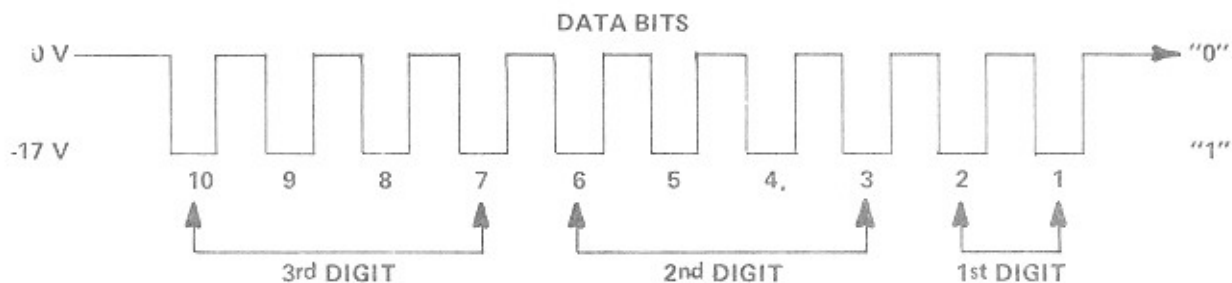 DATA BITS
0 V "0"
-17 V "1"
10 9 8 7 6 5 4. 3 2 1
3rd DIGIT 2nd DIGIT 1st DIGIT